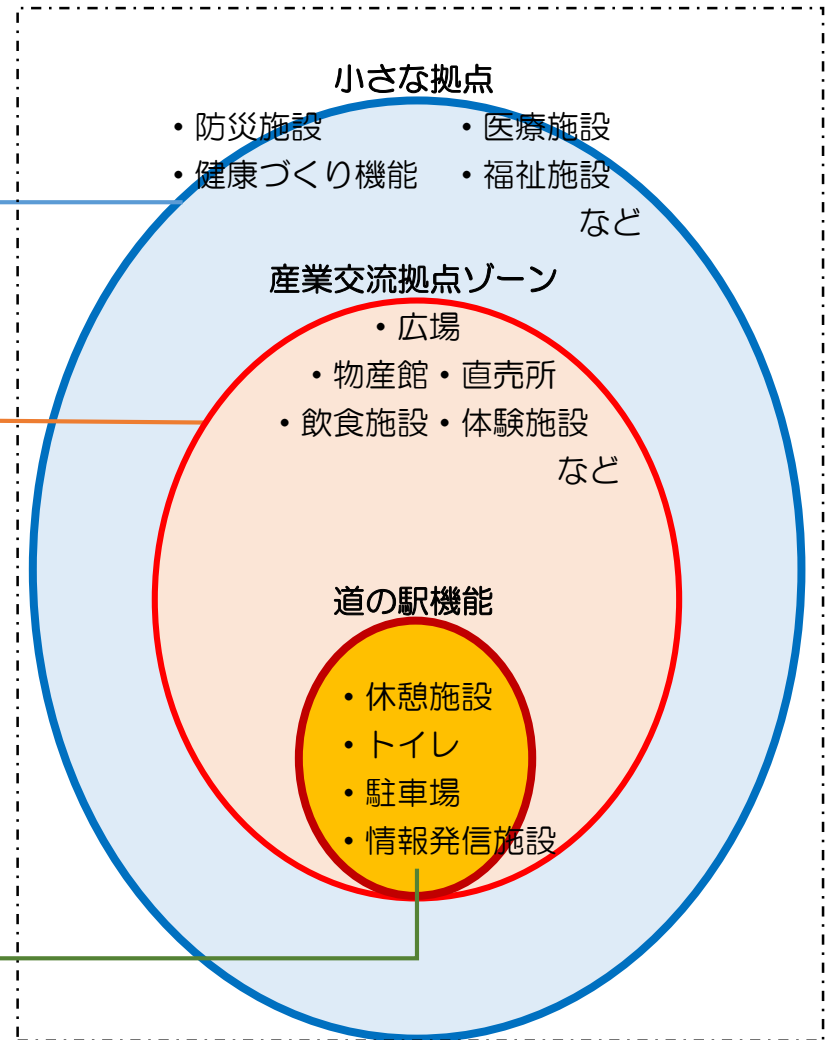 小さな拠点
・防災施設　・医療施設
・健康づくり機能　・福祉施設
など
産業交流拠点ゾーン
・広場
・物産館・直売所
・飲食施設・体験施設
など
道の駅機能
・休憩施設
・トイレ
・駐車場
・情報発信施設